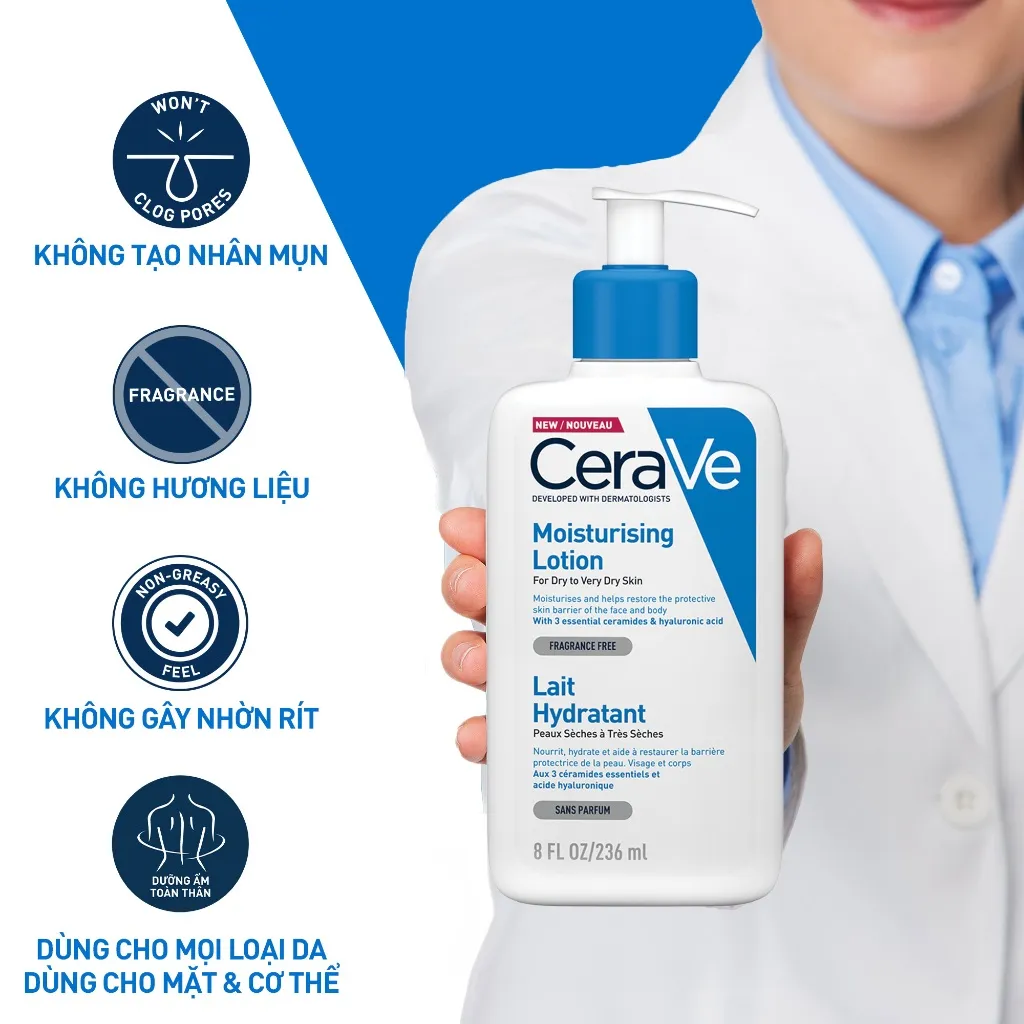 WON'T
CLOG PORES
KHÔNG TẠO NHÂN MỤN
FRAGRANCE
KHÔNG HƯƠNG LIỆU
NON-GREASY
FEEL
KHÔNG GÂY NHỜN RÍT
DƯỠNG ẨM
TOÀN THÂN
DÙNG CHO MỌI LOẠI DA
DÙNG CHO MẶT & CƠ THỂ
NEW / NOUVEAU
CeraVe
DEVELOPED WITH DERMATOLOGISTS
Moisturising
Lotion
For Dry to Very Dry Skin
Moisturises and helps restore the protective
skin barrier of the face and body
With 3 essential ceramides & hyaluronic acid
FRAGRANCE FREE
Lait
Hydratant
Peaux Sèches à Très Sèches
Nourrit, hydrate et aide à restaurer la barrière
protectrice de la peau. Visage et corps
Aux 3 céramides essentiels et
acide hyaluronique
SANS PARFUM
8 FL OZ/236 ml